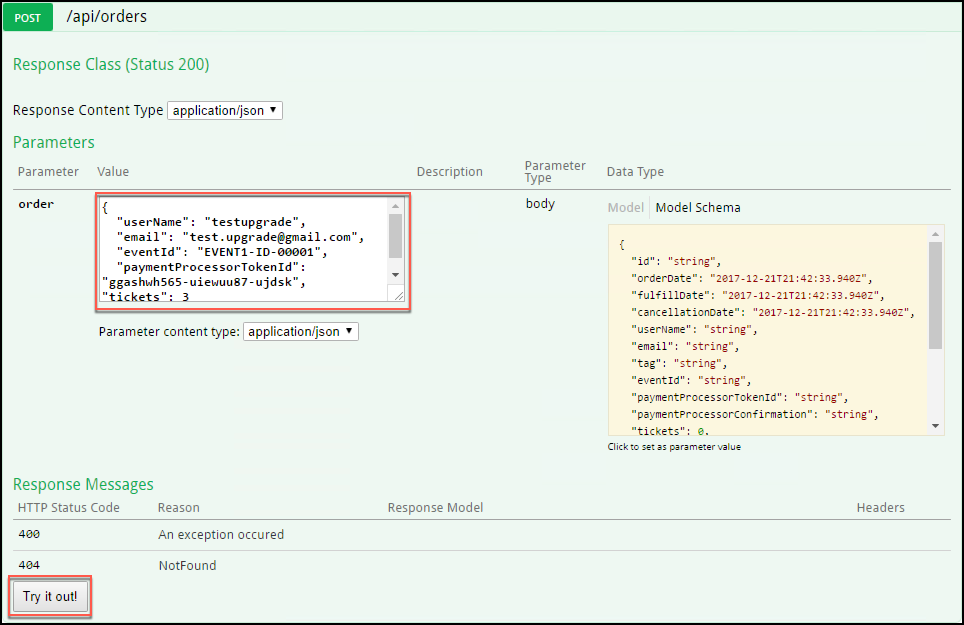 POST /api/orders
Response Class (Status 200)
Response Content Type application/json
Parameters
Parameter Value Description Parameter Type Data Type
order
{
"userName": "testupgrade",
"email": "test.upgrade@gmail.com",
"eventId": "EVENT1-ID-00001",
"paymentProcessorTokenId":
"ggashwh565-uiewuu87-ujdsk",
"tickets": 3
Parameter content type: application/json
body
Model Model Schema
{
"id": "string",
"orderDate": "2017-12-21T21:42:33.940Z",
"fulfillDate": "2017-12-21T21:42:33.940Z",
"cancellationDate": "2017-12-21T21:42:33.940Z",
"userName": "string",
"email": "string",
"tag": "string",
"eventId": "string",
"paymentProcessorTokenId": "string",
"paymentProcessorConfirmation": "string",
"tickets": 0,
Click to set as parameter value
Response Messages
HTTP Status Code Reason Response Model Headers
400 An exception occured
404 NotFound
Try it out!